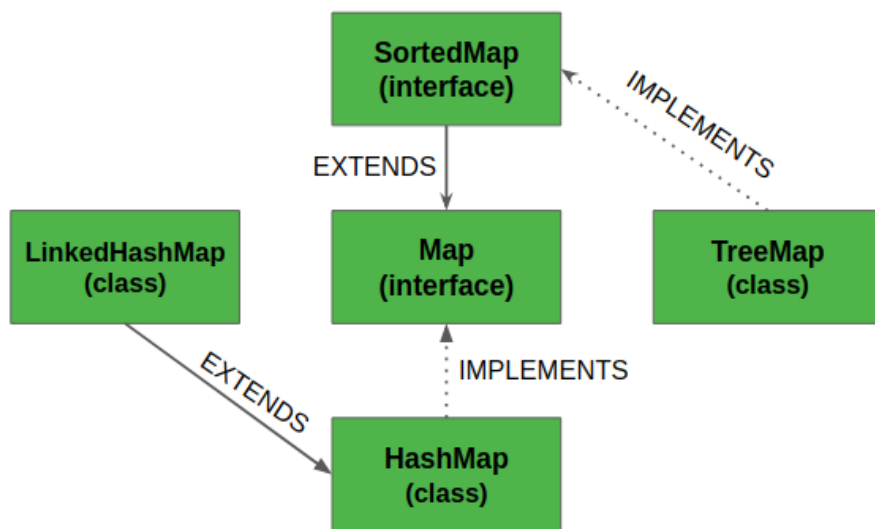 SortedMap
(interface)
IMPLEMENTS
EXTENDS
LinkedHashMap
(class)
Map
(interface)
TreeMap
(class)
EXTENDS
IMPLEMENTS
HashMap
(class)